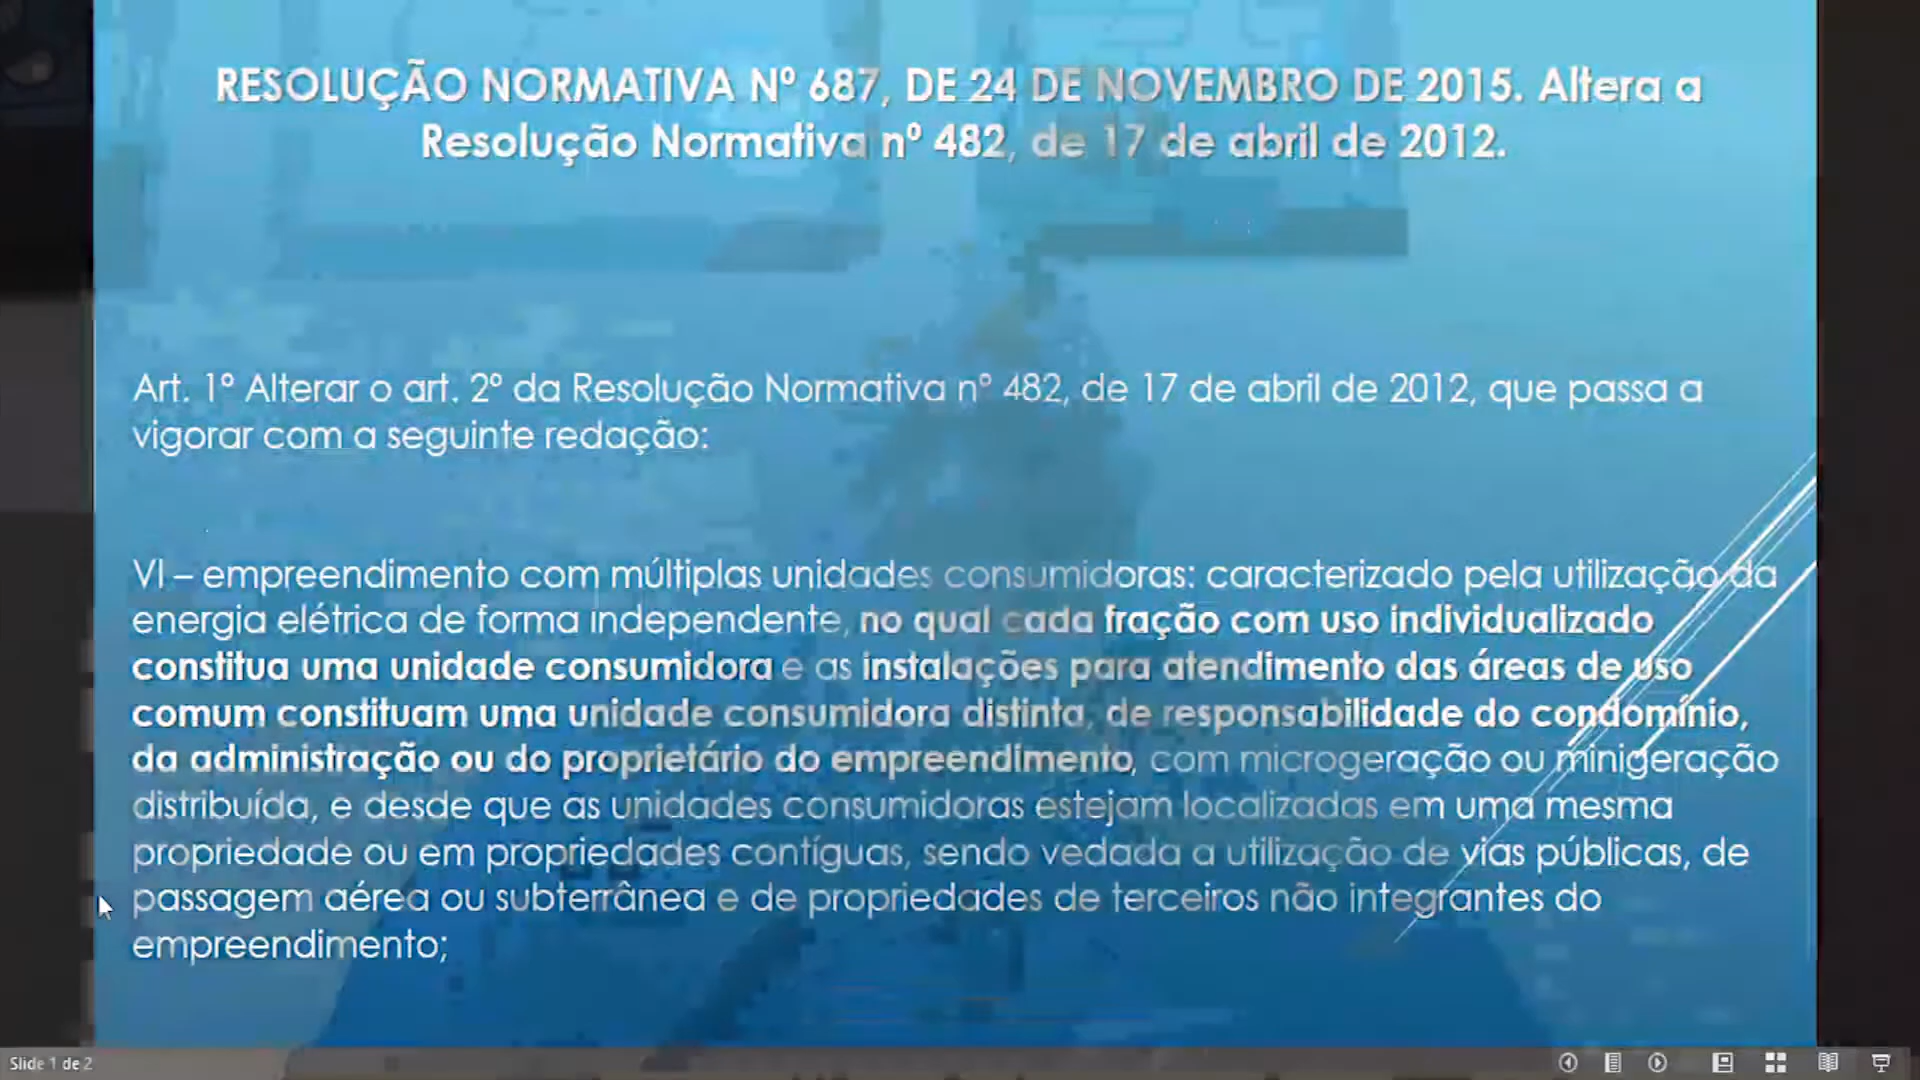 RESOLUÇÃO NORMATIVA Nº 687, DE 24 DE NOVEMBRO DE 2015. Altera a
Resolução Normativa nº 482, de 17 de abril de 2012.
Art. 1º Alterar o art. 2º da Resolução Normativa nº 482, de 17 de abril de 2012, que passa a
vigorar com a seguinte redação:
VI – empreendimento com múltiplas unidades consumidoras: caracterizado pela utilização da
energia elétrica de forma independente, no qual cada fração com uso individualizado
constitua uma unidade consumidora e as instalações para atendimento das áreas de uso
comum constituam uma unidade consumidora distinta, de responsabilidade do condomínio,
da administração ou do proprietário do empreendimento, com microgeração ou minigeração
distribuída, e desde que as unidades consumidoras estejam localizadas em uma mesma
propriedade ou em propriedades contíguas, sendo vedada a utilização de vias públicas, de
passagem aérea ou subterrânea e de propriedades de terceiros não integrantes do
empreendimento;
Slide 1 de 2